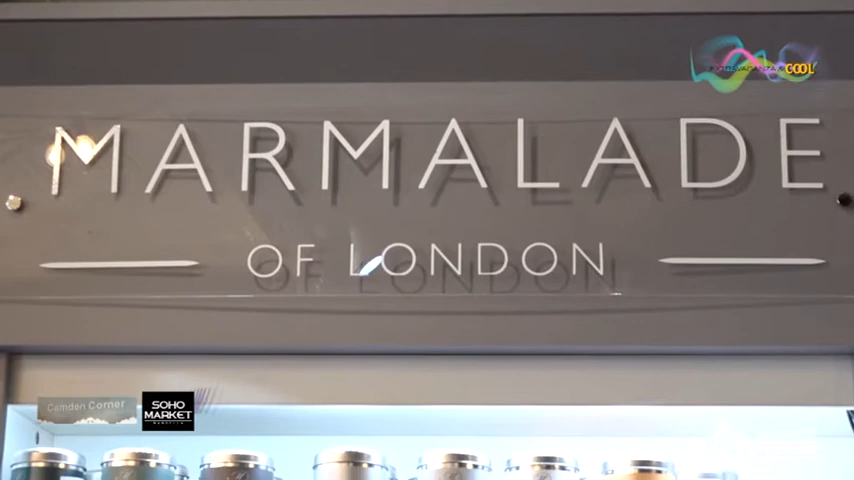 COOL
MARMALADE
OF LONDON
Camden Corner
SOHO
MARKET